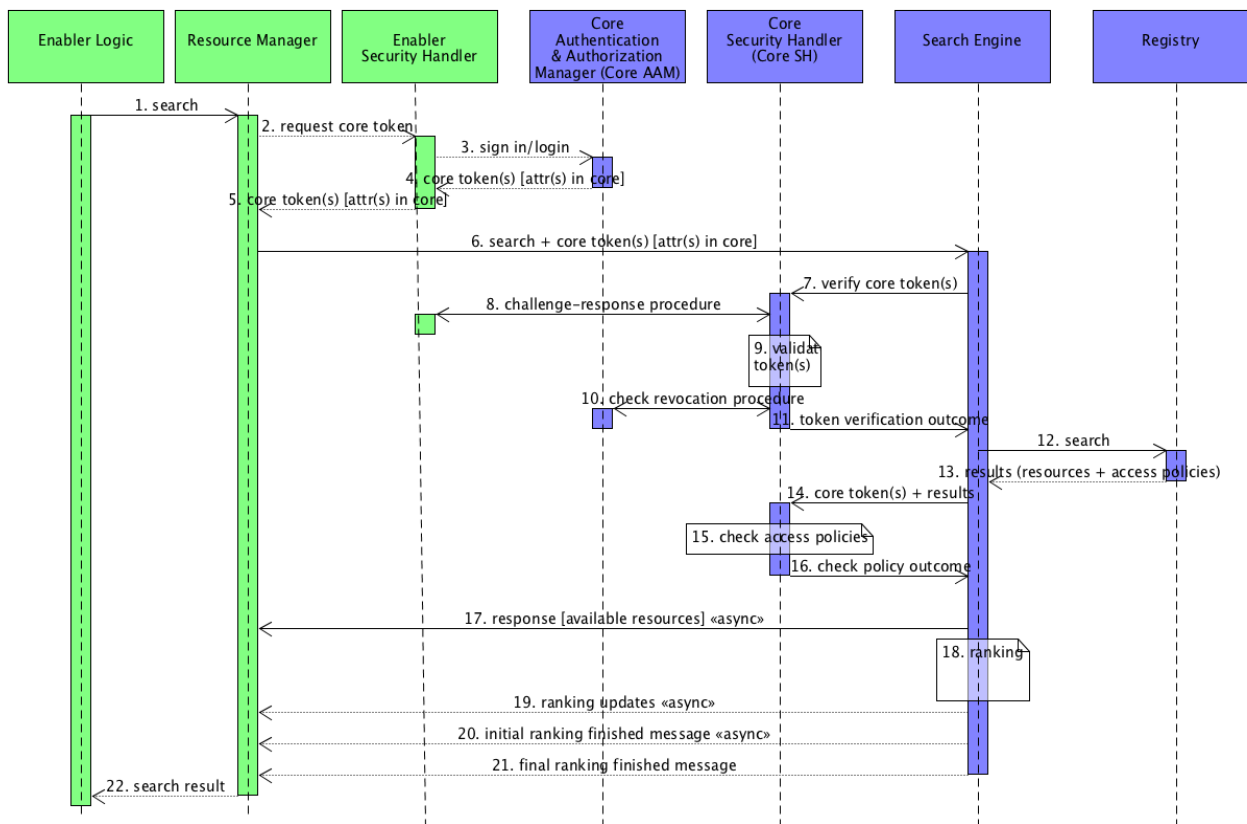 Enabler Logic
Resource Manager
Enabler
Security Handler
Core
Authentication
& Authorization
Manager (Core AAM)
Core
Security Handler
(Core SH)
Search Engine
Registry
1. search
2. request core token
3. sign in/login
4. core token(s) [attr(s) in core]
5. core token(s) [attr(s) in core]
6. search + core token(s) [attr(s) in core]
7. verify core token(s)
8. challenge-response procedure
9. validat
token(s)
10. check revocation procedure
11. token verification outcome
12. search
13. results (resources + access policies)
14. core token(s) + results
15. check access policies
16. check policy outcome
17. response [available resources] «async»
18. ranking
19. ranking updates «async»
20. initial ranking finished message «async»
21. final ranking finished message
22. search result